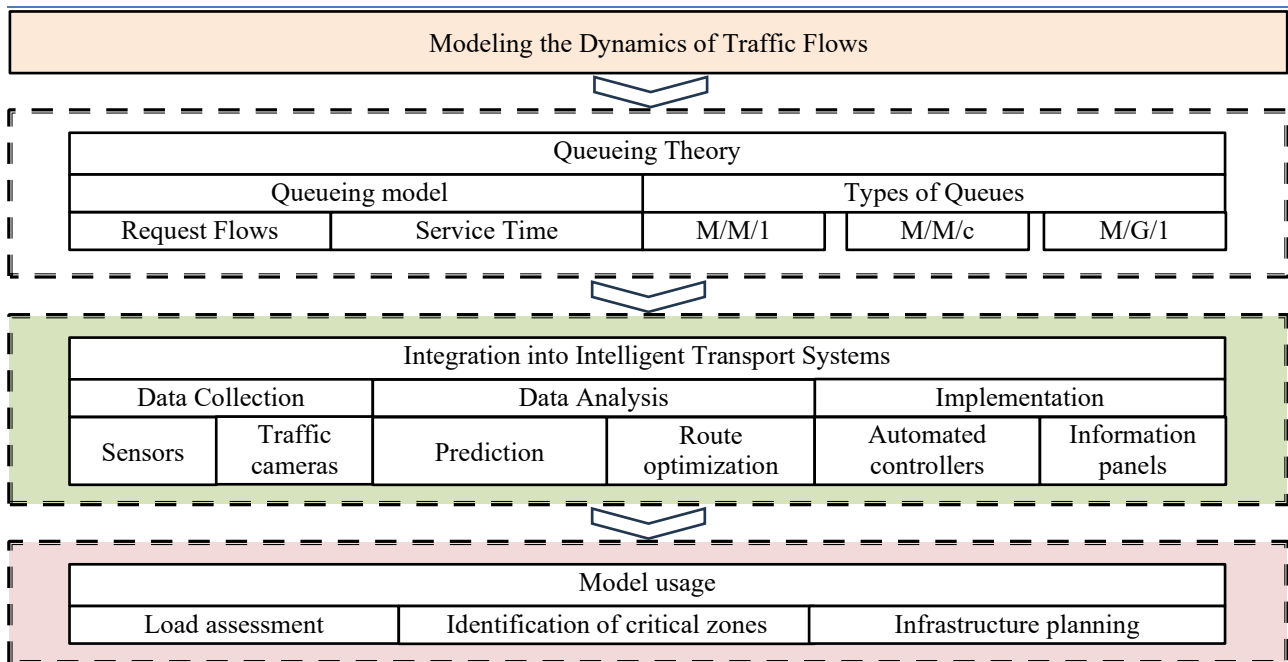 Modeling the Dynamics of Traffic Flows
Queueing Theory
Queueing model
Types of Queues
Request Flows
Service Time
M/M/1
M/M/c
M/G/1
Integration into Intelligent Transport Systems
Data Collection
Data Analysis
Implementation
Sensors
Traffic
cameras
Prediction
Route
optimization
Automated
controllers
Information
panels
Model usage
Load assessment
Identification of critical zones
Infrastructure planning